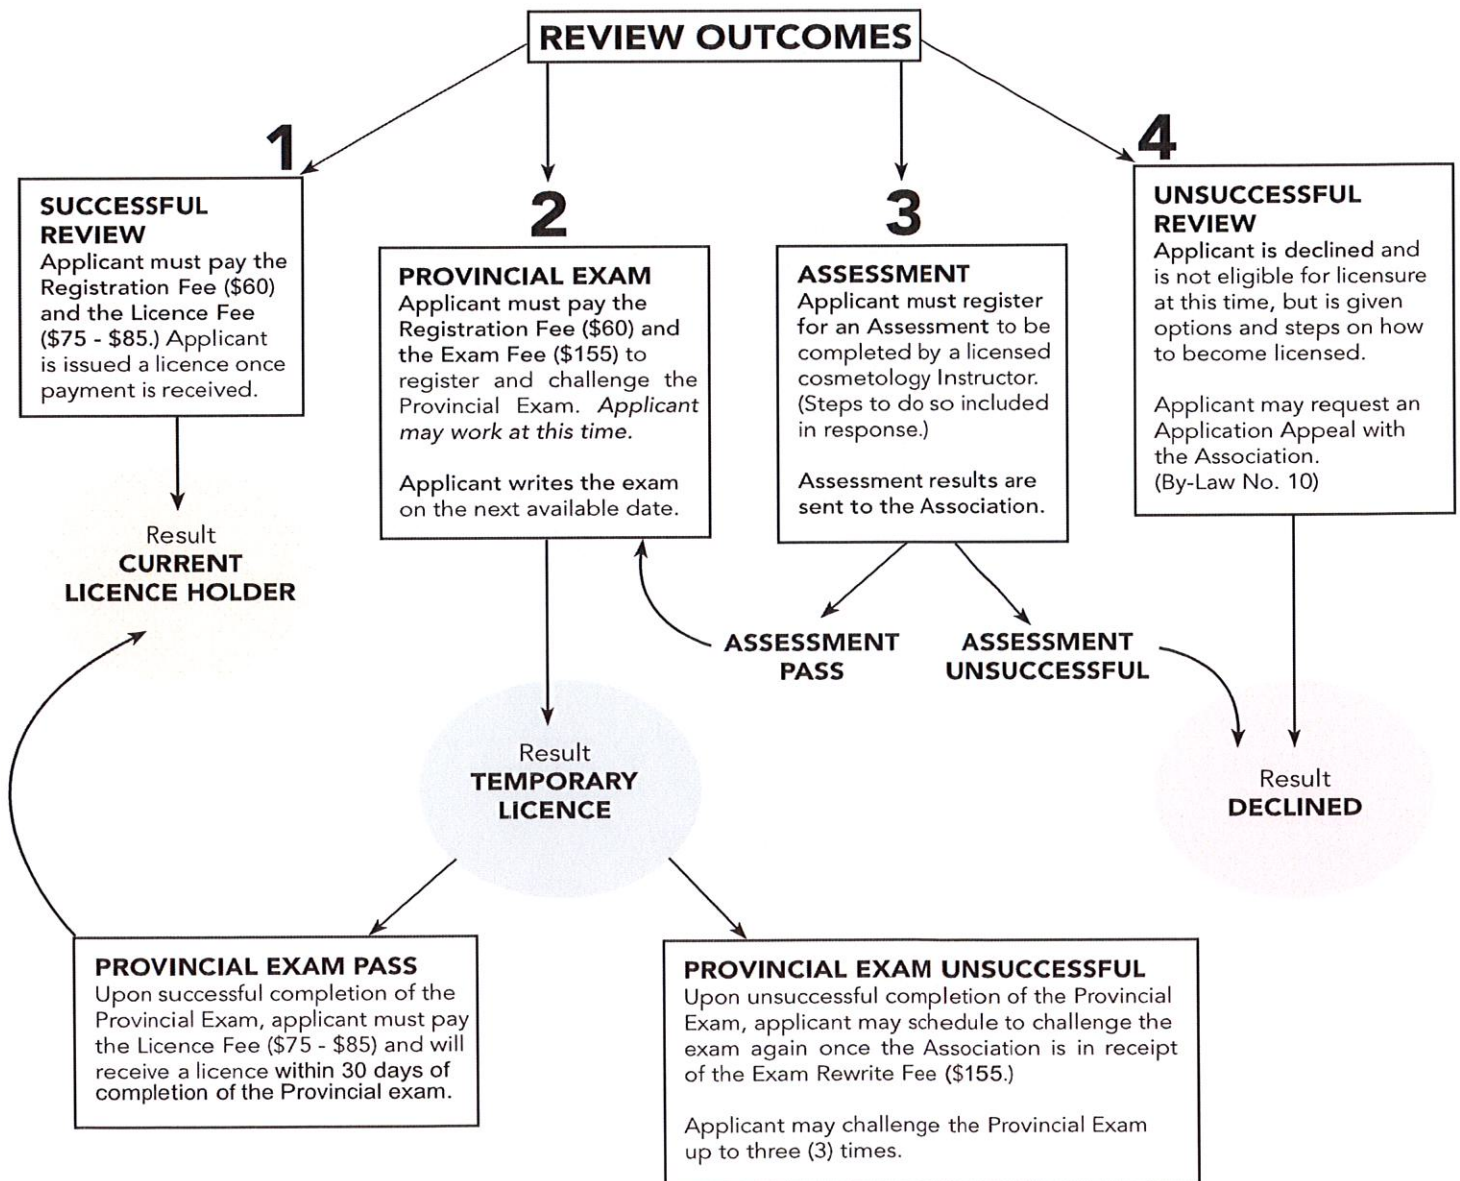 REVIEW OUTCOMES
1
SUCCESSFUL
REVIEW
Applicant must pay the
Registration Fee ($60)
and the Licence Fee
($75 - $85.) Applicant
is issued a licence once
payment is received.
Result
CURRENT
LICENCE HOLDER
2
PROVINCIAL EXAM
Applicant must pay the
Registration Fee ($60) and
the Exam Fee ($155) to
register and challenge the
Provincial Exam. Applicant
may work at this time.
Applicant writes the exam
on the next available date.
3
ASSESSMENT
Applicant must register
for an Assessment to be
completed by a licensed
cosmetology Instructor.
(Steps to do so included
in response.)
Assessment results are
sent to the Association.
4
UNSUCCESSFUL
REVIEW
Applicant is declined and
is not eligible for licensure
at this time, but is given
options and steps on how
to become licensed.
Applicant may request an
Application Appeal with
the Association.
(By-Law No. 10)
ASSESSMENT
PASS
ASSESSMENT
UNSUCCESSFUL
Result
TEMPORARY
LICENCE
Result
DECLINED
PROVINCIAL EXAM PASS
Upon successful completion of the
Provincial Exam, applicant must pay
the Licence Fee ($75 - $85) and will
receive a licence within 30 days of
completion of the Provincial exam.
PROVINCIAL EXAM UNSUCCESSFUL
Upon unsuccessful completion of the Provincial
Exam, applicant may schedule to challenge the
exam again once the Association is in receipt
of the Exam Rewrite Fee ($155.)
Applicant may challenge the Provincial Exam
up to three (3) times.